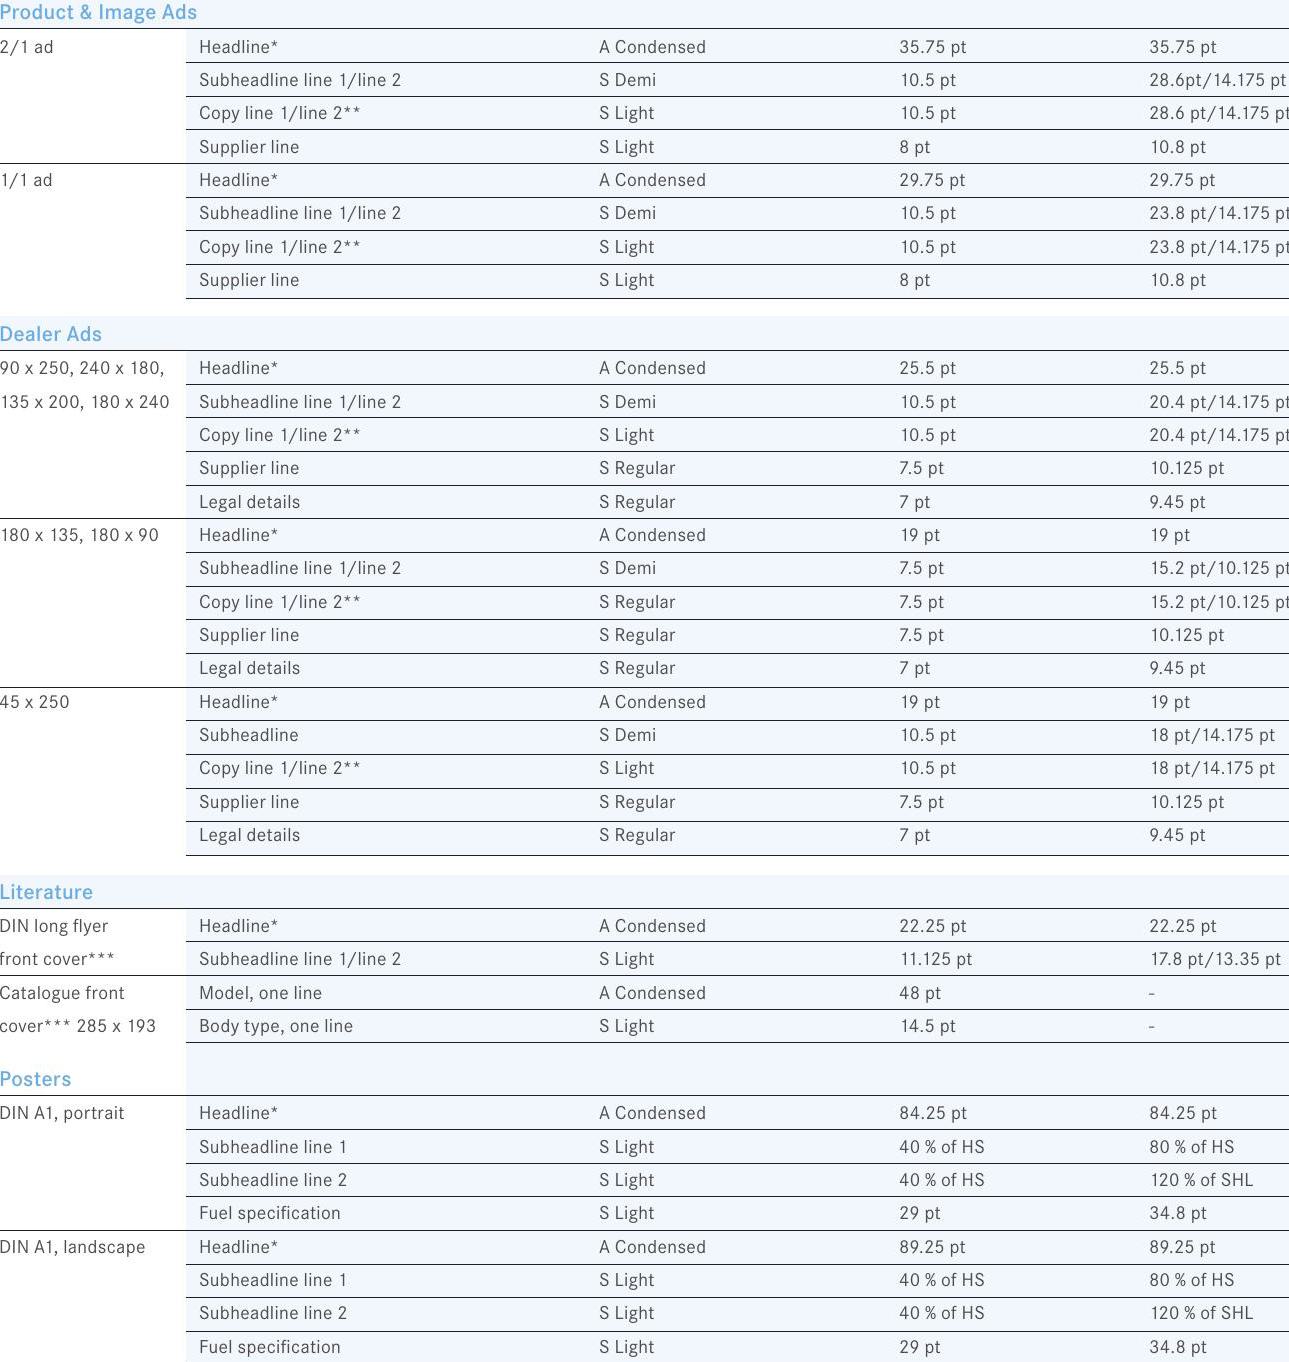 Product & Image Ads
2/1 ad Headline* A Condensed 35.75 pt 35.75 pt
Subheadline line 1/line 2 S Demi 10.5 pt 28.6pt/14.175 pt
Copy line 1/line 2** S Light 10.5 pt 28.6 pt/14.175 pt
Supplier line S Light 8 pt 10.8 pt
1/1 ad Headline* A Condensed 29.75 pt 29.75 pt
Subheadline line 1/line 2 S Demi 10.5 pt 23.8 pt/14.175 pt
Copy line 1/line 2** S Light 10.5 pt 23.8 pt/14.175 pt
Supplier line S Light 8 pt 10.8 pt
Dealer Ads
90 x 250, 240 x 180, Headline* A Condensed 25.5 pt 25.5 pt
135 x 200, 180 x 240 Subheadline line 1/line 2 S Demi 10.5 pt 20.4 pt/14.175 pt
Copy line 1/line 2** S Light 10.5 pt 20.4 pt/14.175 pt
Supplier line S Regular 7.5 pt 10.125 pt
Legal details S Regular 7 pt 9.45 pt
180 x 135, 180 x 90 Headline* A Condensed 19 pt 19 pt
Subheadline line 1/line 2 S Demi 7.5 pt 15.2 pt/10.125 pt
Copy line 1/line 2** S Regular 7.5 pt 15.2 pt/10.125 pt
Supplier line S Regular 7.5 pt 10.125 pt
Legal details S Regular 7 pt 9.45 pt
45 x 250 Headline* A Condensed 19 pt 19 pt
Subheadline S Demi 10.5 pt 18 pt/14.175 pt
Copy line 1/line 2** S Light 10.5 pt 18 pt/14.175 pt
Supplier line S Regular 7.5 pt 10.125 pt
Legal details S Regular 7 pt 9.45 pt
Literature
DIN long flyer Headline* A Condensed 22.25 pt 22.25 pt
front cover*** Subheadline line 1/line 2 S Light 11.125 pt 17.8 pt/13.35 pt
Catalogue front Model, one line A Condensed 48 pt -
cover*** 285 x 193 Body type, one line S Light 14.5 pt -
Posters
DIN A1, portrait Headline* A Condensed 84.25 pt 84.25 pt
Subheadline line 1 S Light 40 % of HS 80 % of HS
Subheadline line 2 S Light 40 % of HS 120 % of SHL
Fuel specification S Light 29 pt 34.8 pt
DIN A1, landscape Headline* A Condensed 89.25 pt 89.25 pt
Subheadline line 1 S Light 40 % of HS 80 % of HS
Subheadline line 2 S Light 40 % of HS 120 % of SHL
Fuel specification S Light 29 pt 34.8 pt